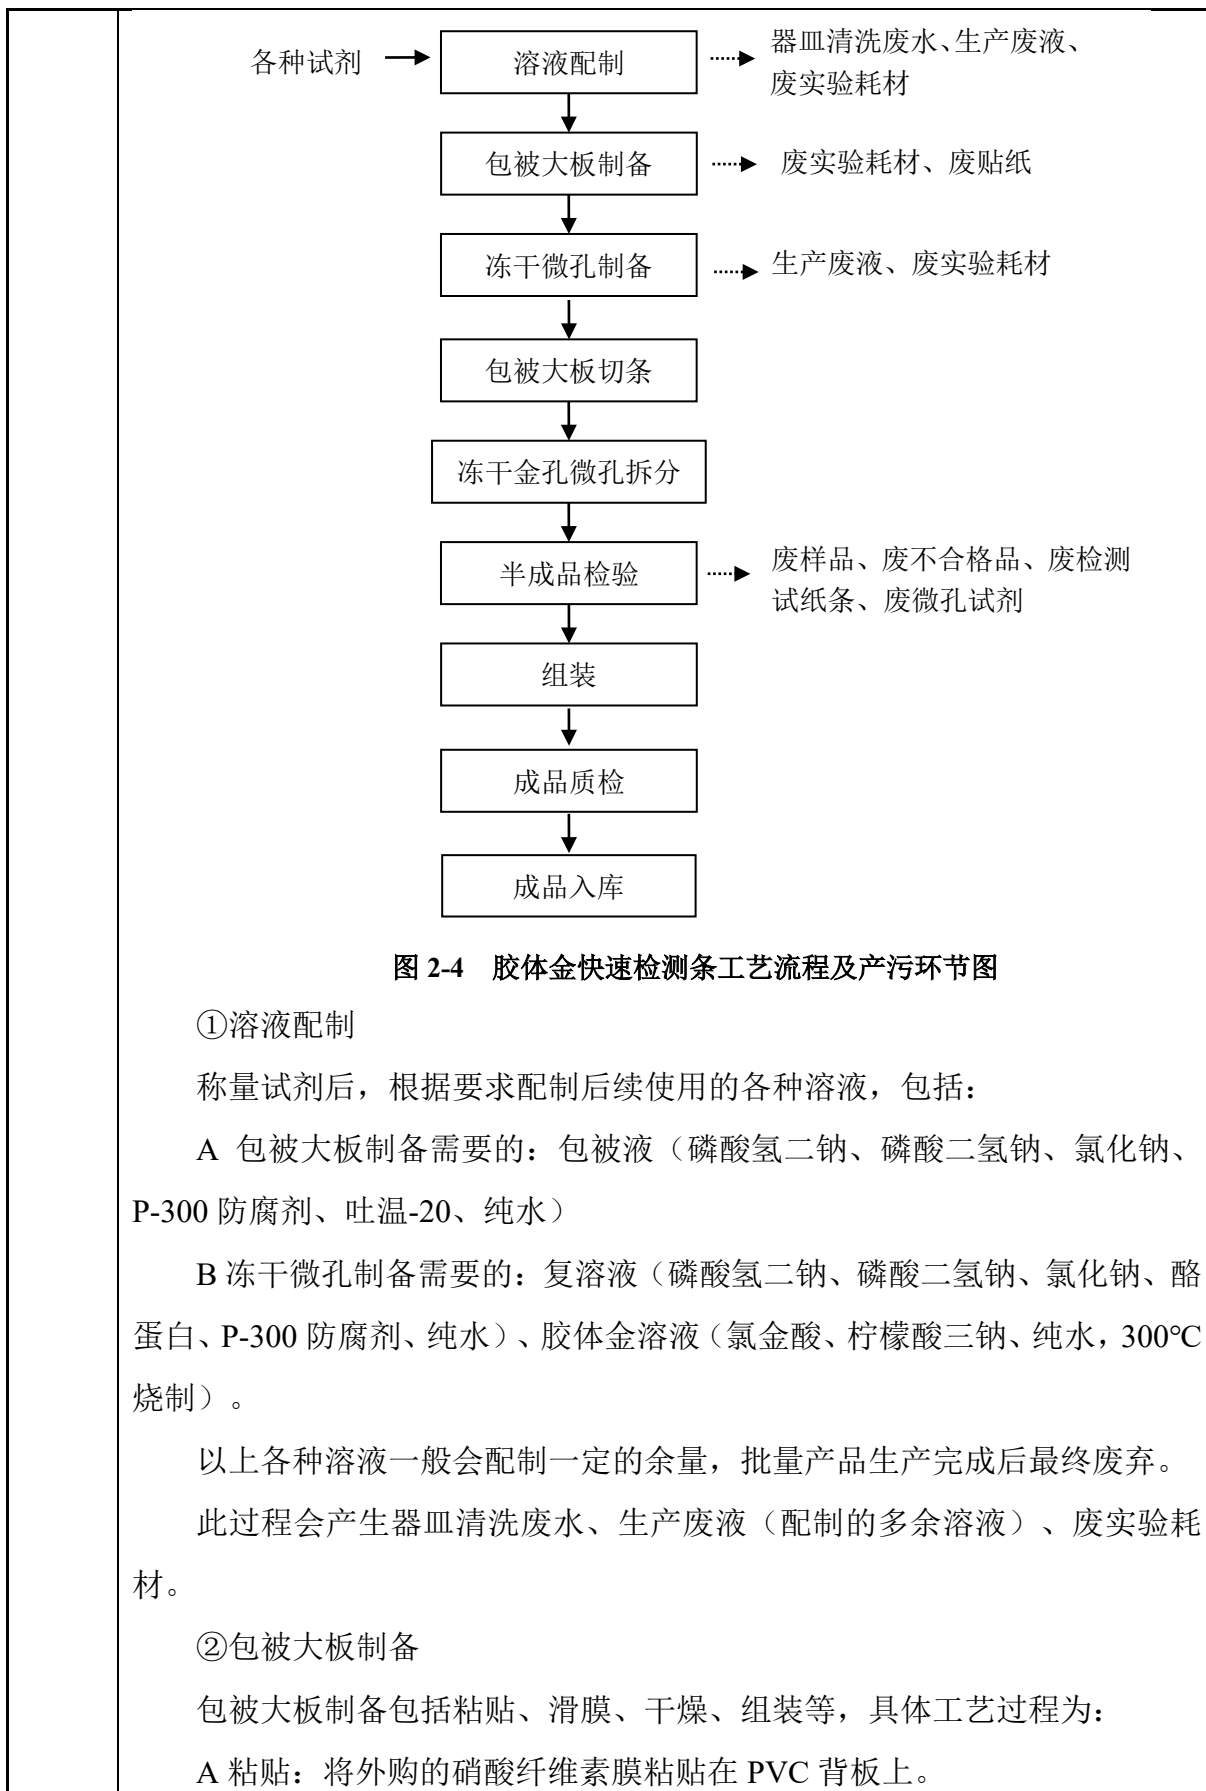 各种试剂
溶液配制
器皿清洗废水、生产废液、
废实验耗材
包被大板制备
废实验耗材、废贴纸
冻干微孔制备
生产废液、废实验耗材
包被大板切条
冻干金孔微孔拆分
半成品检验
废样品、废不合格品、废检测
试纸条、废微孔试剂
组装
成品质检
成品入库
图 2-4 胶体金快速检测条工艺流程及产污环节图
①溶液配制
称量试剂后，根据要求配制后续使用的各种溶液，包括：
A 包被大板制备需要的：包被液（磷酸氢二钠、磷酸二氢钠、氯化钠、
P-300 防腐剂、吐温-20、纯水）
B 冻干微孔制备需要的：复溶液（磷酸氢二钠、磷酸二氢钠、氯化钠、酪
蛋白、P-300 防腐剂、纯水）、胶体金溶液（氯金酸、柠檬酸三钠、纯水，300℃
烧制）。
以上各种溶液一般会配制一定的余量，批量产品生产完成后最终废弃。
此过程会产生器皿清洗废水、生产废液（配制的多余溶液）、废实验耗
材。
②包被大板制备
包被大板制备包括粘贴、滑膜、干燥、组装等，具体工艺过程为：
A 粘贴：将外购的硝酸纤维素膜粘贴在 PVC 背板上。